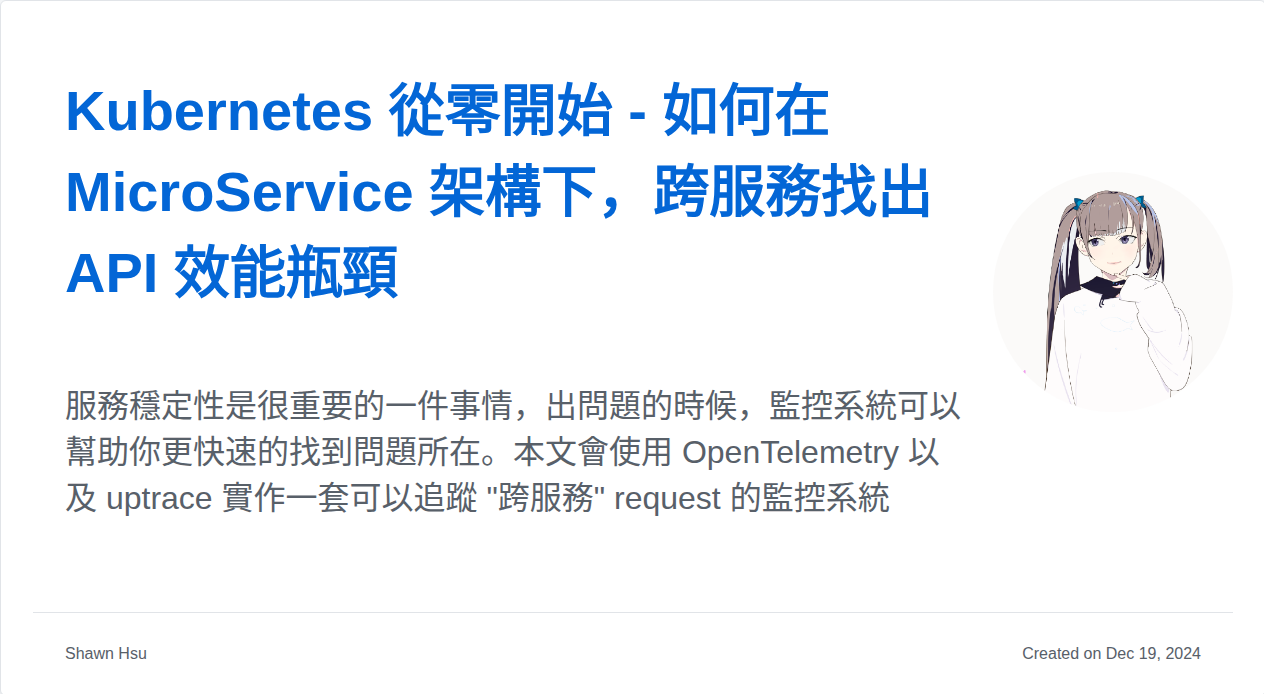 Kubernetes 從零開始 - 如何在
MicroService 架構下，跨服務找出
API 效能瓶頸
服務穩定性是很重要的一件事情，出問題的時候，監控系統可以
幫助你更快速的找到問題所在。本文會使用 OpenTelemetry 以
及 uptrace 實作一套可以追蹤 "跨服務" request 的監控系統
Shawn Hsu
Created on Dec 19, 2024